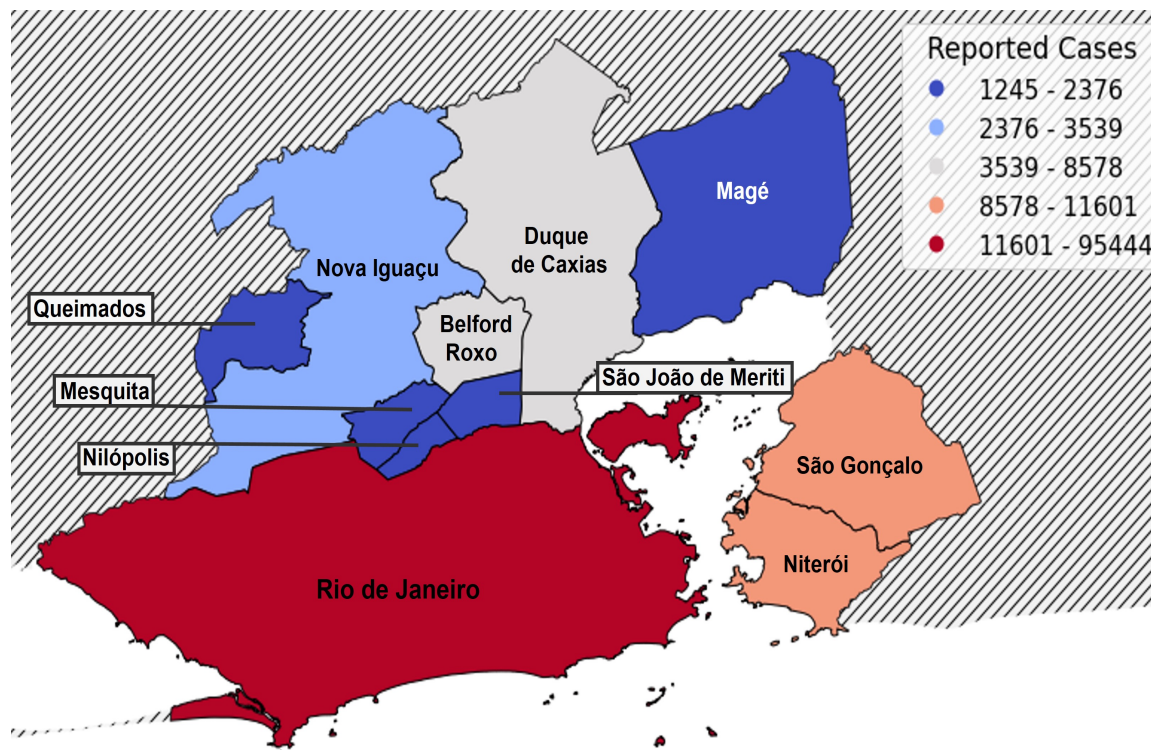 Reported Cases
1245 - 2376
2376 - 3539
3539 - 8578
8578 - 11601
11601 - 95444
Magé
Duque
de Caxias
Nova Iguaçu
Queimados
Belford
Roxo
São João de Meriti
Mesquita
Nilópolis
São Gonçalo
Niterói
Rio de Janeiro